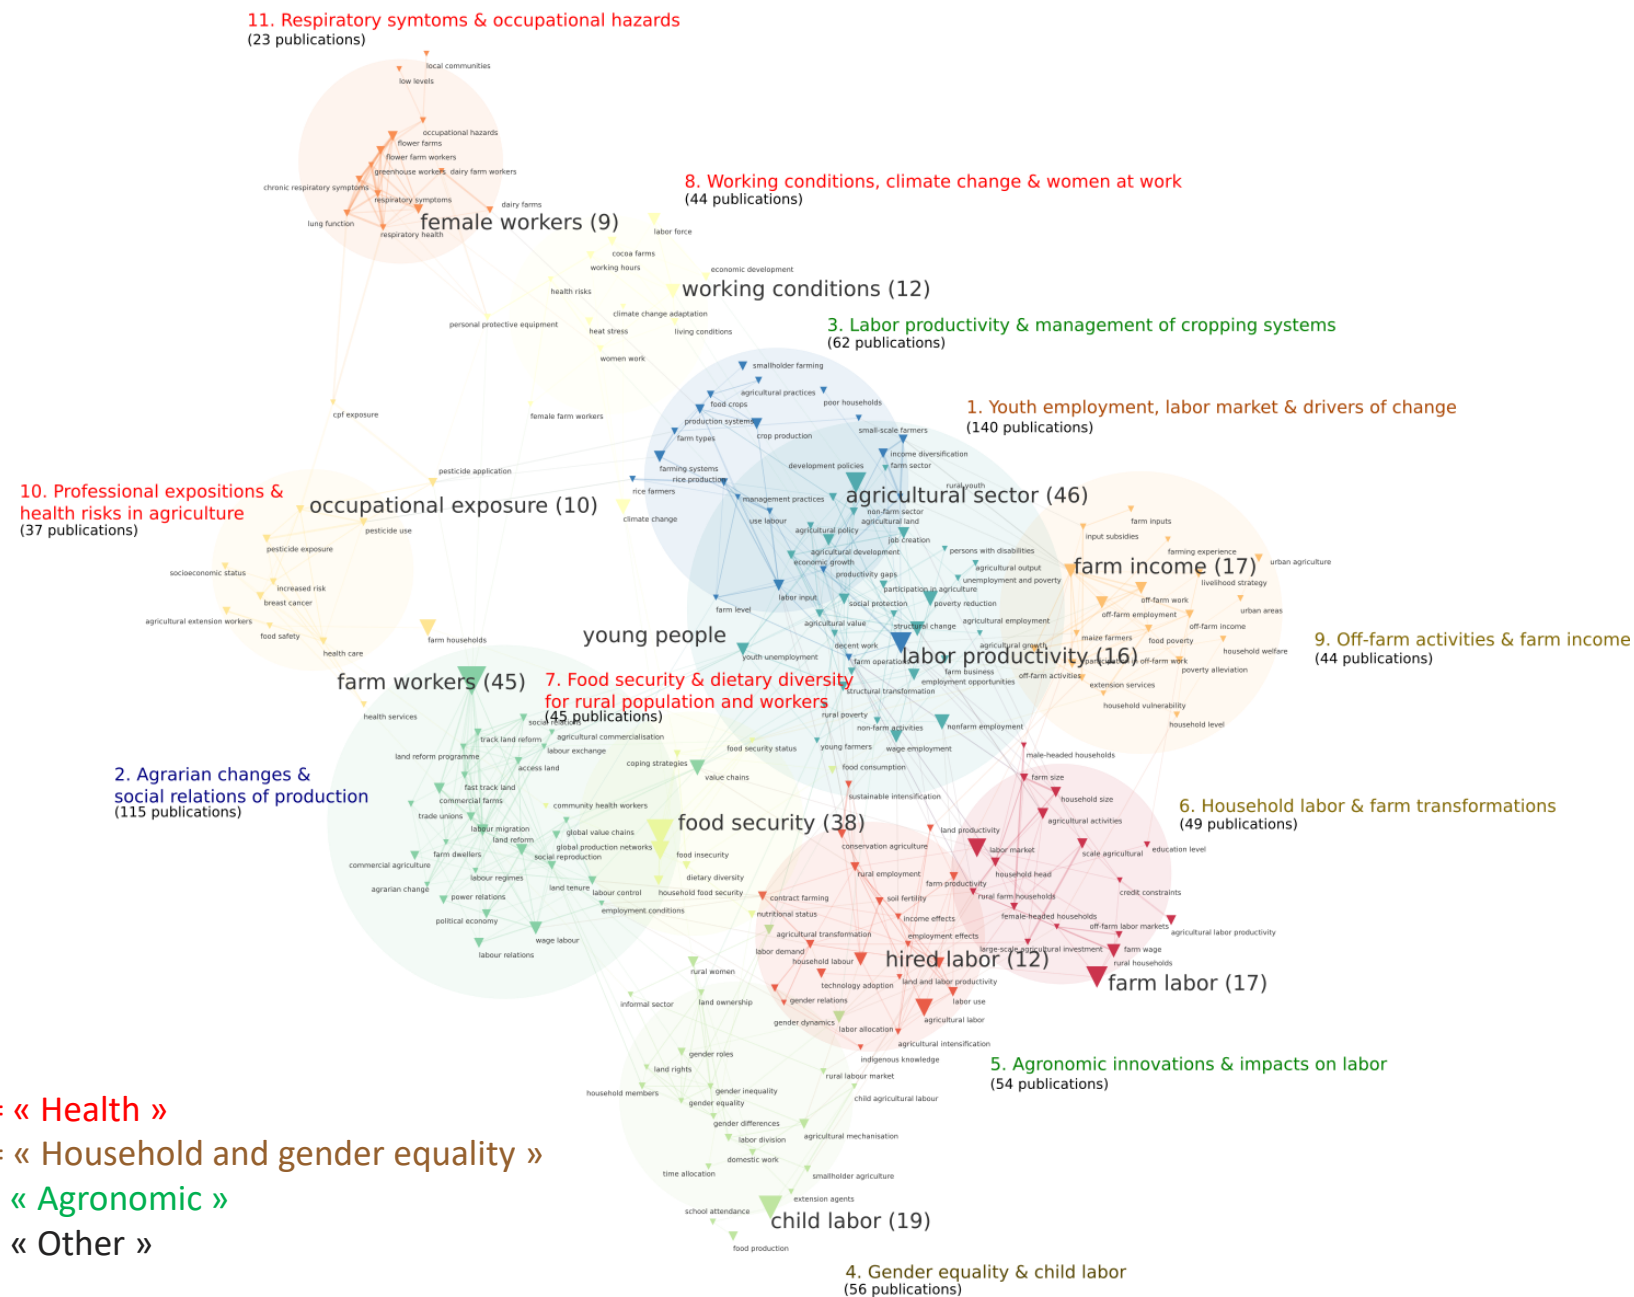 11. Respiratory symtoms & occupational hazards
(23 publications)
local communities
low levels
occupational hazards
flower farms
flower farm workers
greenhouse workers
dairy farm workers
chronic respiratory symptoms
respiratory symptoms
dairy farms
lung function
female workers (9)
respiratory health
8. Working conditions, climate change & women at work
(44 publications)
labor force
cocoa farms
working hours
economic development
health risks
working conditions (12)
climate change adaptation
personal protective equipment
heat stress
living conditions
women work
female farm workers
3. Labor productivity & management of cropping systems
(62 publications)
smallholder farming
agricultural practices
food crops
poor households
production systems
crop production
farm types
small-scale farmers
income diversification
farming systems
development policies
farm sector
rice production
rice farmers
management practices
use labour
1. Youth employment, labor market & drivers of change
(140 publications)
rural youth
agricultural sector (46)
non-farm sector
agricultural land
agricultural policy
job creation
agricultural development
economic growth
persons with disabilities
productivity gaps
agricultural output
unemployment and poverty
participation in agriculture
labor input
farm level
social protection
poverty reduction
agricultural value
structural change
agricultural employment
young people
youth unemployment
decent work
agricultural growth
labor productivity (16)
farm operations
farm business
employment opportunities
structural transformation
rural poverty
non-farm activities
nonfarm employment
young farmers
wage employment
cpf exposure
pesticide application
climate change
10. Professional expositions &
health risks in agriculture
(37 publications)
occupational exposure (10)
pesticide use
pesticide exposure
socioeconomic status
increased risk
breast cancer
agricultural extension workers
food safety
health care
farm households
health services
farm inputs
input subsidies
farming experience
urban agriculture
farm income (17)
livelihood strategy
off-farm work
urban areas
off-farm employment
off-farm income
maize farmers
food poverty
household welfare
participation in off-farm work
poverty alleviation
off-farm activities
extension services
household vulnerability
household level
9. Off-farm activities & farm income
(44 publications)
farm workers (45)
7. Food security & dietary diversity
for rural population and workers
(45 publications)
social relations
track land reform
agricultural commercialisation
labour exchange
land reform programme
access land
fast track land
commercial farms
trade unions
labour migration
land reform
farm dwellers
social reproduction
commercial agriculture
labour regimes
agrarian change
land tenure
labour control
power relations
employment conditions
political economy
wage labour
labour relations
2. Agrarian changes &
social relations of production
(115 publications)
food security status
coping strategies
value chains
food consumption
community health workers
global value chains
global production networks
food security (38)
food insecurity
dietary diversity
household food security
nutritional status
male-headed households
farm size
household size
agricultural activities
labor market
scale agricultural
education level
household head
credit constraints
rural farm households
female-headed households
off-farm labor markets
agricultural labor productivity
large-scale agricultural investment
farm wage
rural households
farm labor (17)
6. Household labor & farm transformations
(49 publications)
sustainable intensification
land productivity
conservation agriculture
rural employment
farm productivity
contract farming
soil fertility
income effects
agricultural transformation
employment effects
labor demand
household labour
hired labor (12)
technology adoption
land and labor productivity
gender relations
labor use
agricultural labor
labor allocation
agricultural intensification
indigenous knowledge
5. Agronomic innovations & impacts on labor
(54 publications)
rural women
informal sector
land ownership
gender dynamics
gender roles
land rights
rural labour market
household members
gender inequality
gender equality
child agricultural labour
gender differences
labor division
agricultural mechanisation
domestic work
time allocation
smallholder agriculture
extension agents
school attendance
child labor (19)
food production
4. Gender equality & child labor
(56 publications)
= « Health »
= « Household and gender equality »
« Agronomic »
« Other »